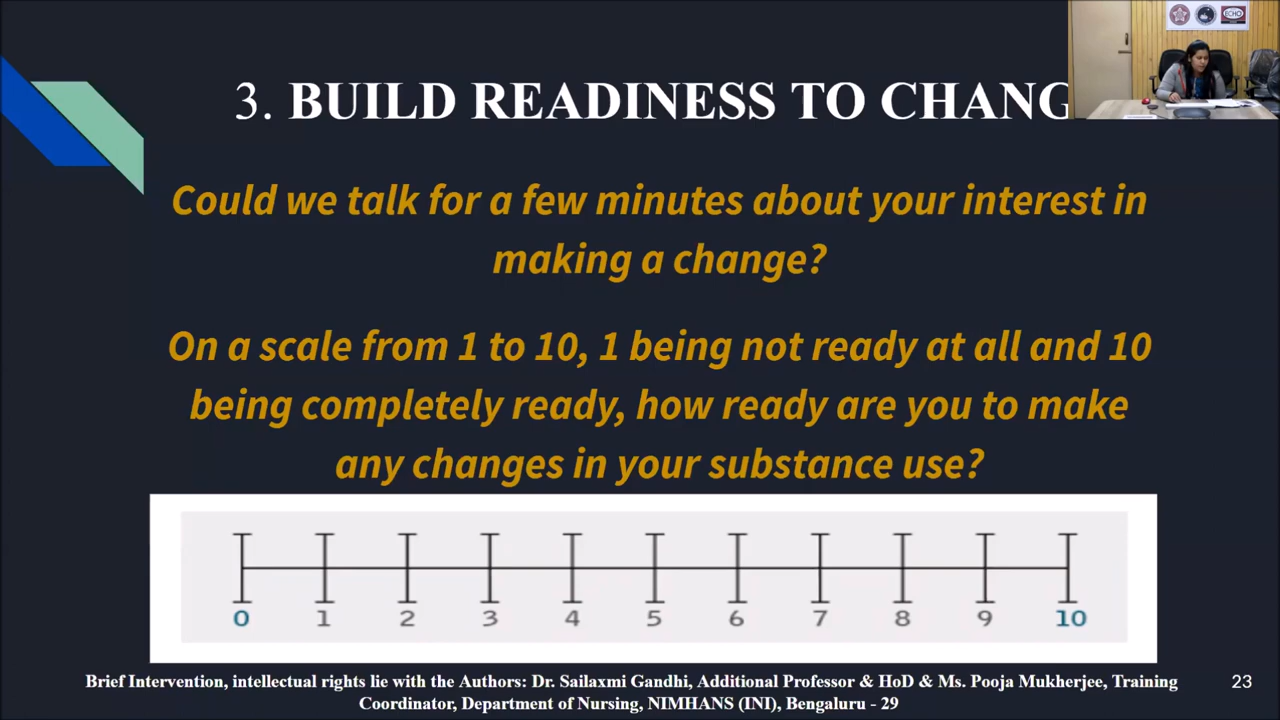 3. BUILD READINESS TO CHANG
Could we talk for a few minutes about your interest in
making a change?
On a scale from 1 to 10, 1 being not ready at all and 10
being completely ready, how ready are you to make
any changes in your substance use?
0 1 2 3 4 5 6 7 8 9 10
Brief Intervention, intellectual rights lie with the Authors: Dr. Sailaxmi Gandhi, Additional Professor & HoD & Ms. Pooja Mukherjee, Training
Coordinator, Department of Nursing, NIMHANS (INI), Bengaluru - 29
23
ECHO